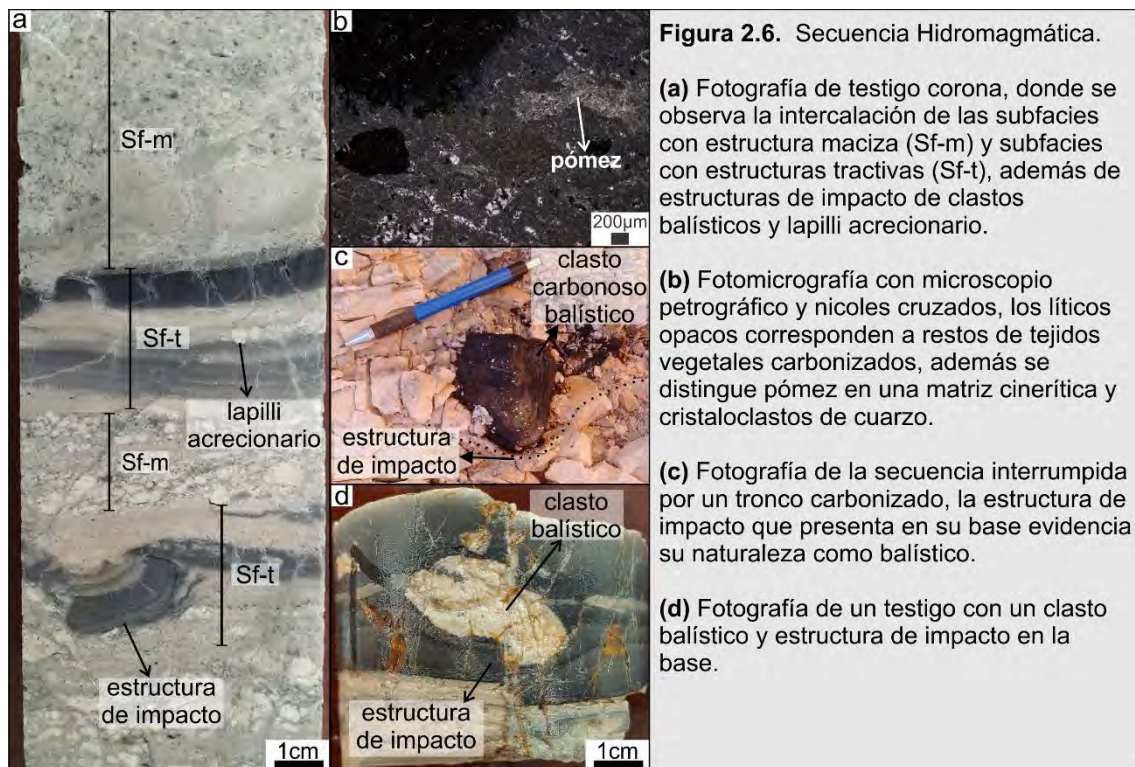 a
Sf-m
Sf-t
lapilli
acrecionario
Sf-m
Sf-t
estructura
de impacto
1cm
b
pómez
200µm
c
clasto
carbonoso
balístico
estructura
de impacto
d
clasto
balístico
estructura
de impacto
1cm
Figura 2.6. Secuencia Hidromagmática.
(a) Fotografía de testigo corona, donde se
observa la intercalación de las subfacies
con estructura maciza (Sf-m) y subfacies
con estructuras tractivas (Sf-t), además de
estructuras de impacto de clastos
balísticos y lapilli acrecionario.
(b) Fotomicrografía con microscopio
petrográfico y nicoles cruzados, los líticos
opacos corresponden a restos de tejidos
vegetales carbonizados, además se
distingue pómez en una matriz cinerítica y
cristaloclastos de cuarzo.
(c) Fotografía de la secuencia interrumpida
por un tronco carbonizado, la estructura de
impacto que presenta en su base evidencia
su naturaleza como balístico.
(d) Fotografía de un testigo con un clasto
balístico y estructura de impacto en la
base.